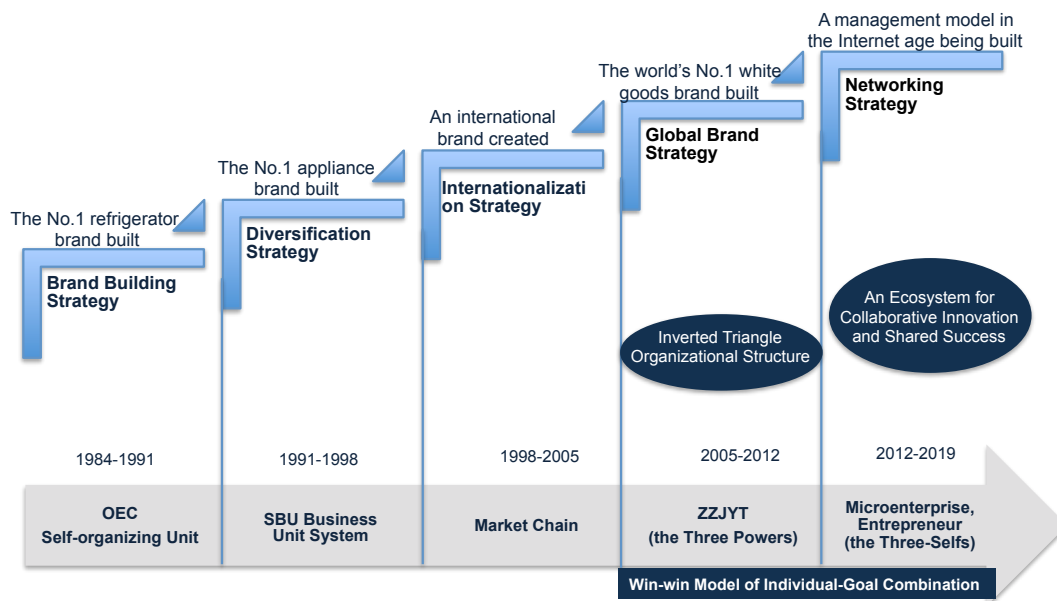 A management model in
the Internet age being built
Networking
Strategy
The world's No.1 white
goods brand built
Global Brand
Strategy
An international
brand created
Internationalizati
on Strategy
The No.1 appliance
brand built
Diversification
Strategy
The No.1 refrigerator
brand built
Brand Building
Strategy
An Ecosystem for
Collaborative Innovation
and Shared Success
Inverted Triangle
Organizational Structure
1984-1991
1991-1998
1998-2005
2005-2012
2012-2019
OEC
Self-organizing Unit
SBU Business
Unit System
Market Chain
ZZJYT
(the Three Powers)
Microenterprise,
Entrepreneur
(the Three-Selfs)
Win-win Model of Individual-Goal Combination